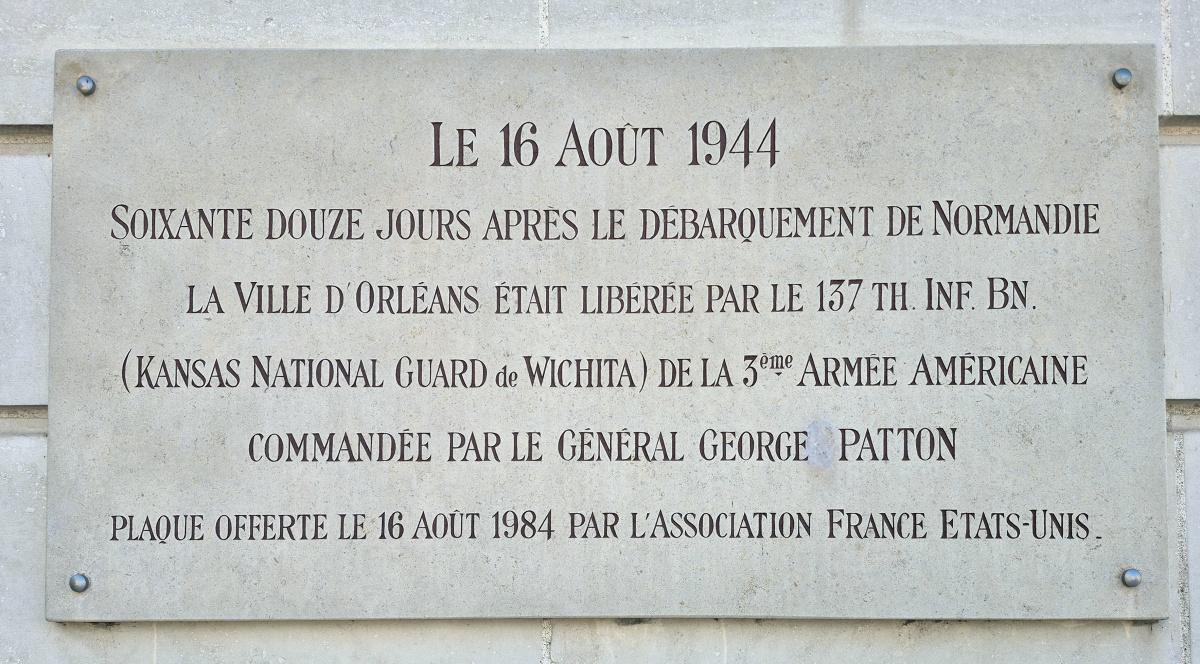 Le 16 Août 1944
Soixante douze jours après le débarquement de Normandie
la Ville d'Orléans était libérée par le 137 th. Inf. Bn.
(Kansas National Guard de Wichita) de la 3ème Armée Américaine
commandée par le général George Patton
plaque offerte le 16 Août 1984 par l'Association France Etats-Unis.